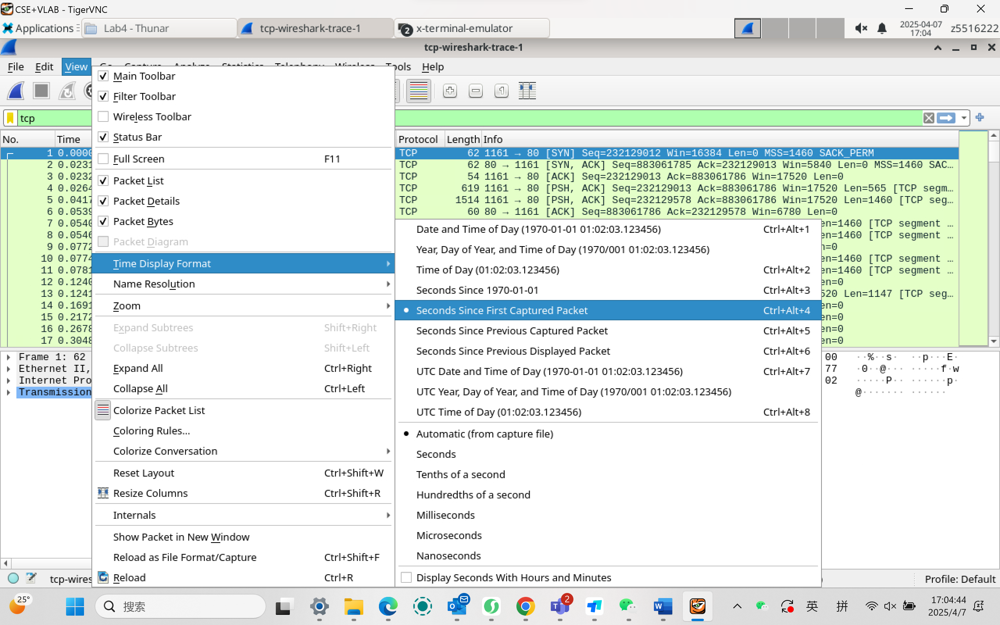 CSE+VLAB - TigerVNC
Applications
Lab4 - Thunar
tcp-wireshark-trace-1
2
x-terminal-emulator
2025-04-07
17:04
z5516222
tcp-wireshark-trace-1
File Edit View Go Capture Analyze Statistics Telephony Wireless Tools Help
tcp
No. Time Protocol Length Info
1 0.0000 TCP 62 1161 → 80 [SYN] Seq=232129012 Win=16384 Len=0 MSS=1460 SACK_PERM
2 0.0231 TCP 62 80 → 1161 [SYN, ACK] Seq=883061785 Ack=232129013 Win=5840 Len=0 MSS=1460 SAC…
3 0.0232 TCP 54 1161 → 80 [ACK] Seq=232129013 Ack=883061786 Win=17520 Len=0
4 0.0264 TCP 619 1161 → 80 [PSH, ACK] Seq=232129013 Ack=883061786 Win=17520 Len=565 [TCP segm…
5 0.0417 TCP 1514 1161 → 80 [PSH, ACK] Seq=232129578 Ack=883061786 Win=17520 Len=1460 [TCP seg…
6 0.0539 TCP 60 80 → 1161 [ACK] Seq=883061786 Ack=232129578 Win=6780 Len=0
7 0.0540 en=1460 [TCP segment …
8 0.0546 en=1460 [TCP segment …
9 0.0772 n=0
10 0.0774 en=1460 [TCP segment …
11 0.0781 en=1460 [TCP segment …
12 0.1240 en=0
13 0.1241 520 Len=1147 [TCP seg…
14 0.1691 en=0
15 0.2172 en=0
16 0.2678 en=0
17 0.3048 en=0
Main Toolbar
Filter Toolbar
Wireless Toolbar
Status Bar
Full Screen F11
Packet List
Packet Details
Packet Bytes
Packet Diagram
Time Display Format
Name Resolution
Zoom
Expand Subtrees Shift+Right
Collapse Subtrees Shift+Left
Expand All Ctrl+Right
Collapse All Ctrl+Left
Colorize Packet List
Coloring Rules...
Colorize Conversation
Reset Layout Ctrl+Shift+W
Resize Columns Ctrl+Shift+R
Internals
Show Packet in New Window
Reload as File Format/Capture Ctrl+Shift+F
Reload Ctrl+R
Date and Time of Day (1970-01-01 01:02:03.123456) Ctrl+Alt+1
Year, Day of Year, and Time of Day (1970/001 01:02:03.123456)
Time of Day (01:02:03.123456) Ctrl+Alt+2
Seconds Since 1970-01-01 Ctrl+Alt+3
Seconds Since First Captured Packet Ctrl+Alt+4
Seconds Since Previous Captured Packet Ctrl+Alt+5
Seconds Since Previous Displayed Packet Ctrl+Alt+6
UTC Date and Time of Day (1970-01-01 01:02:03.123456) Ctrl+Alt+7
UTC Year, Day of Year, and Time of Day (1970/001 01:02:03.123456)
UTC Time of Day (01:02:03.123456) Ctrl+Alt+8
Automatic (from capture file)
Seconds
Tenths of a second
Hundredths of a second
Milliseconds
Microseconds
Nanoseconds
Display Seconds With Hours and Minutes
Frame 1: 62
Ethernet II,
Internet Pro
Transmission
00 ··%··s· ··p···E·
77 ·0··@··· ·····f·w
02 ·····P·· ······p·
@······· ······
tcp-wires
Profile: Default
25°
搜索
2
英
拼
17:04:44
2025/4/7